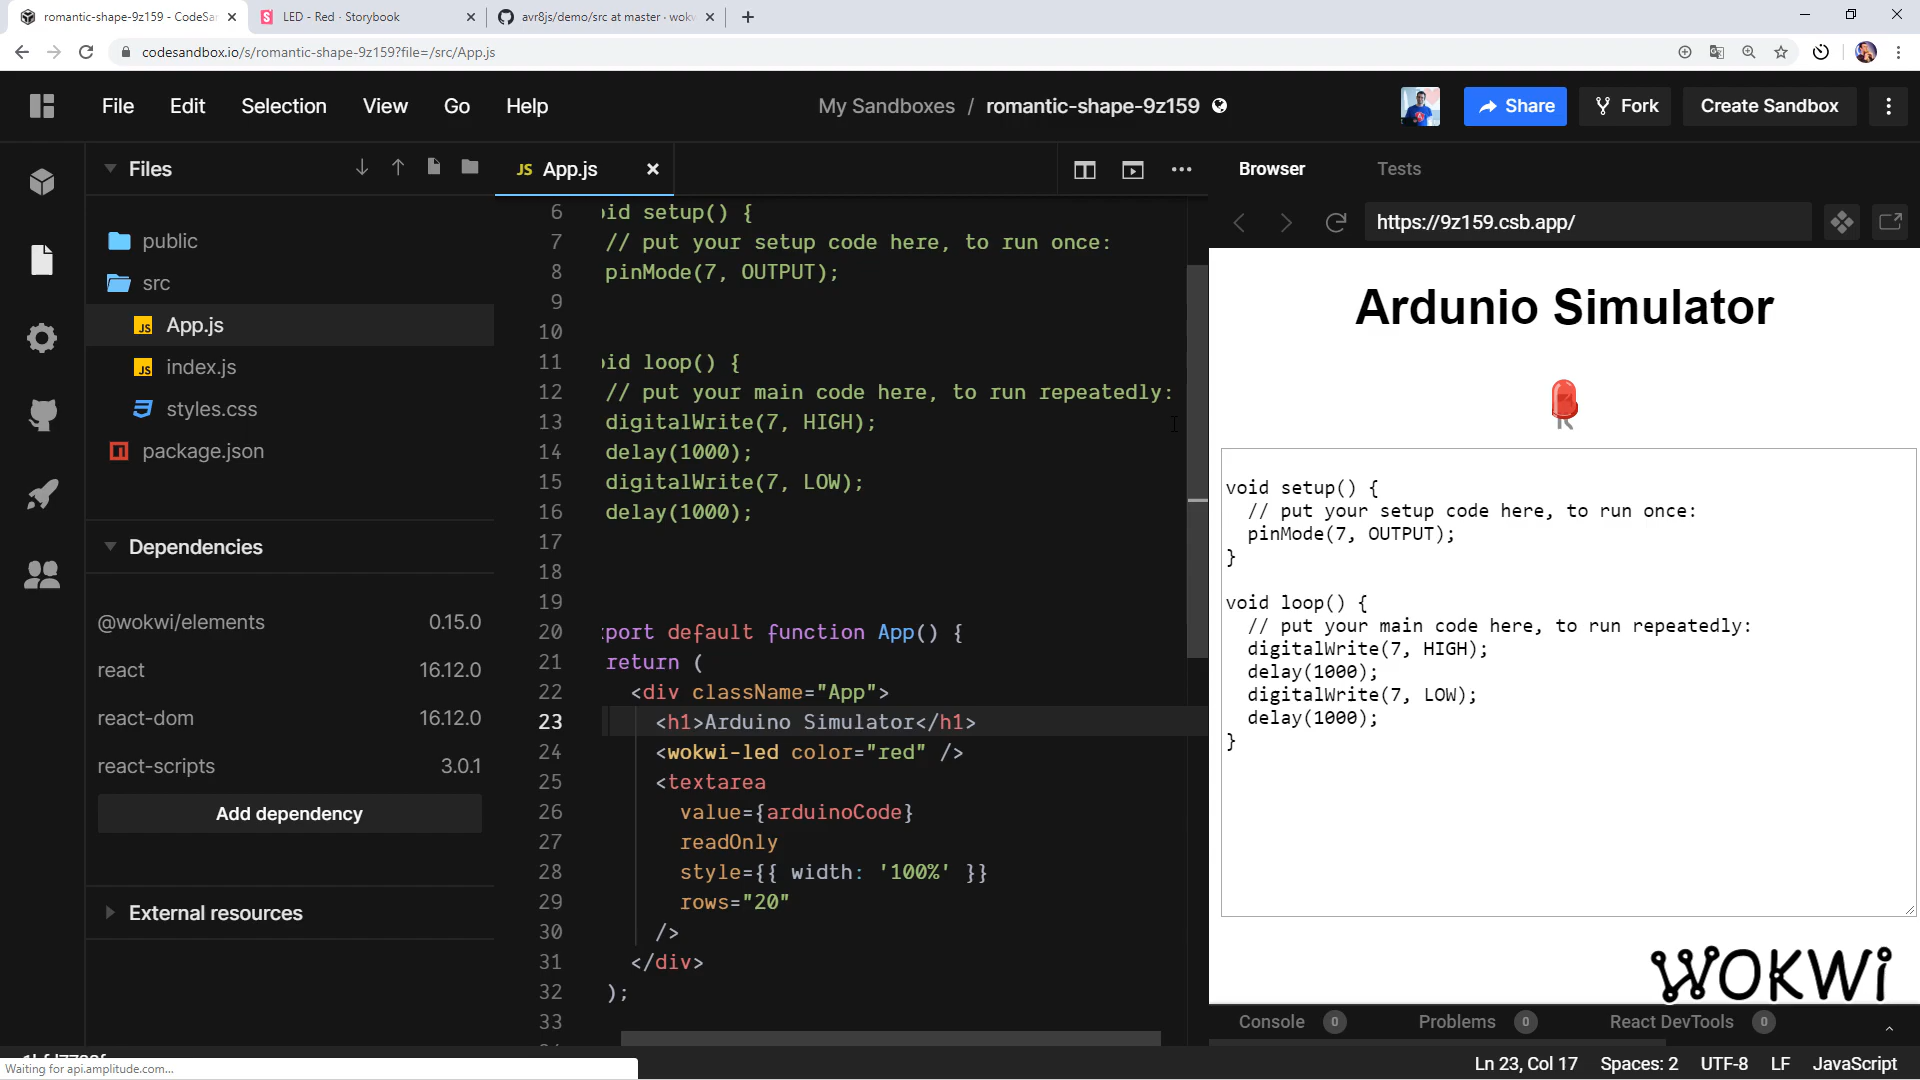 romantic-shape-9z159 - CodeSan
LED - Red · Storybook
avr8js/demo/src at master · wokw
codesandbox.io/s/romantic-shape-9z159?file=/src/App.js
File Edit Selection View Go Help
My Sandboxes / romantic-shape-9z159
Share
Fork
Create Sandbox
Files
public
src
JS App.js
JS index.js
styles.css
package.json
Dependencies
@wokwi/elements 0.15.0
react 16.12.0
react-dom 16.12.0
react-scripts 3.0.1
Add dependency
External resources
JS App.js
6 id setup() {
7 // put your setup code here, to run once:
8 pinMode(7, OUTPUT);
9
10
11 id loop() {
12 // put your main code here, to run repeatedly:
13 digitalWrite(7, HIGH);
14 delay(1000);
15 digitalWrite(7, LOW);
16 delay(1000);
17
18
19
20 port default function App() {
21 return (
22 <div className="App">
23 <h1>Arduino Simulator</h1>
24 <wokwi-led color="red" />
25 <textarea
26 value={arduinoCode}
27 readOnly
28 style={{ width: '100%' }}
29 rows="20"
30 />
31 </div>
32 );
33
Browser Tests
https://9z159.csb.app/
Ardunio Simulator
void setup() {
// put your setup code here, to run once:
pinMode(7, OUTPUT);
}
void loop() {
// put your main code here, to run repeatedly:
digitalWrite(7, HIGH);
delay(1000);
digitalWrite(7, LOW);
delay(1000);
}
WOKWi
Console 0 Problems 0 React DevTools 0
Waiting for api.amplitude.com...
Ln 23, Col 17 Spaces: 2 UTF-8 LF JavaScript